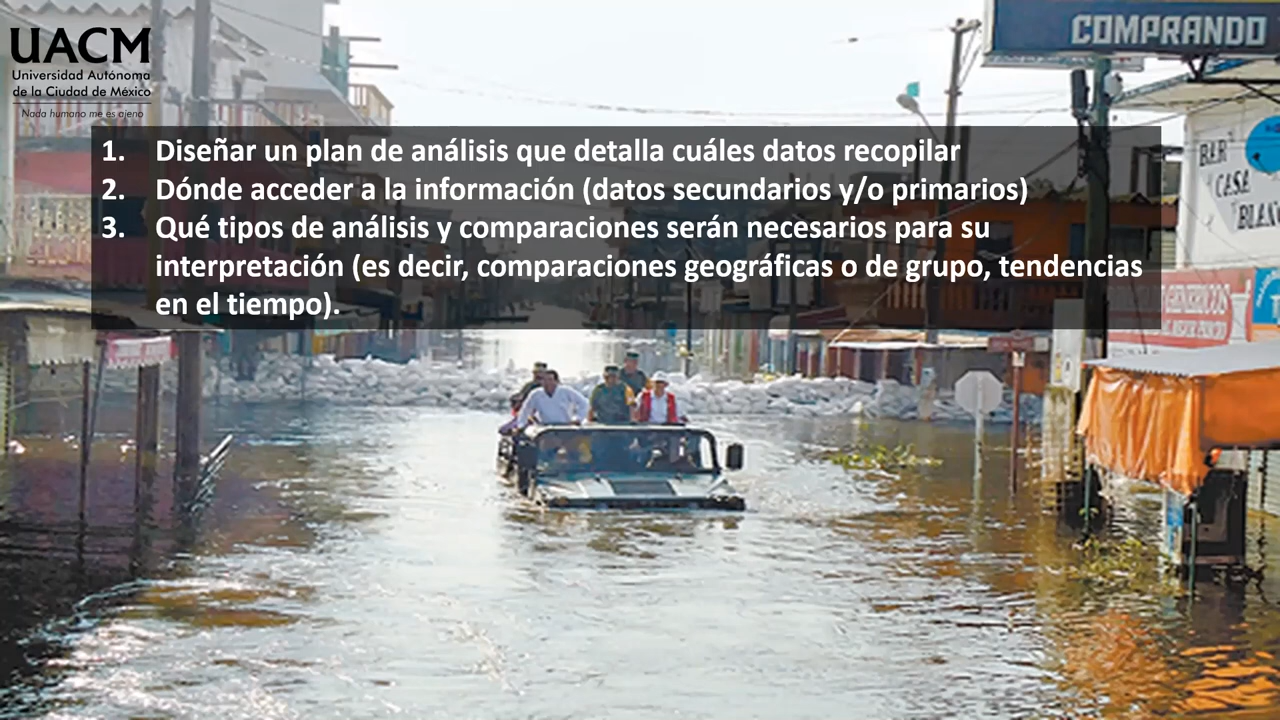 UACM
Universidad Autónoma
de la Ciudad de México
Nada humano me es ajeno
COMPRANDO
1. Diseñar un plan de análisis que detalla cuáles datos recopilar
2. Dónde acceder a la información (datos secundarios y/o primarios)
3. Qué tipos de análisis y comparaciones serán necesarios para su
interpretación (es decir, comparaciones geográficas o de grupo, tendencias
en el tiempo).
BAR
CASA
BLAN
GENERICOS